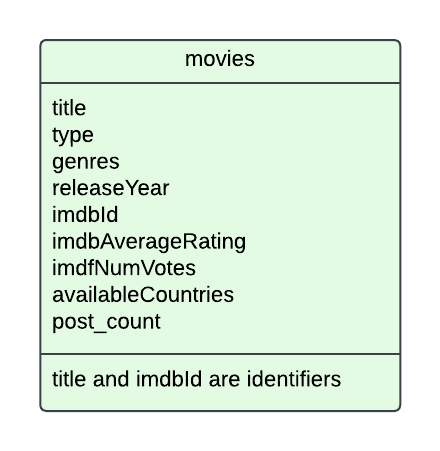 movies
title
type
genres
releaseYear
imdbId
imdbAverageRating
imdfNumVotes
availableCountries
post_count
title and imdbId are identifiers